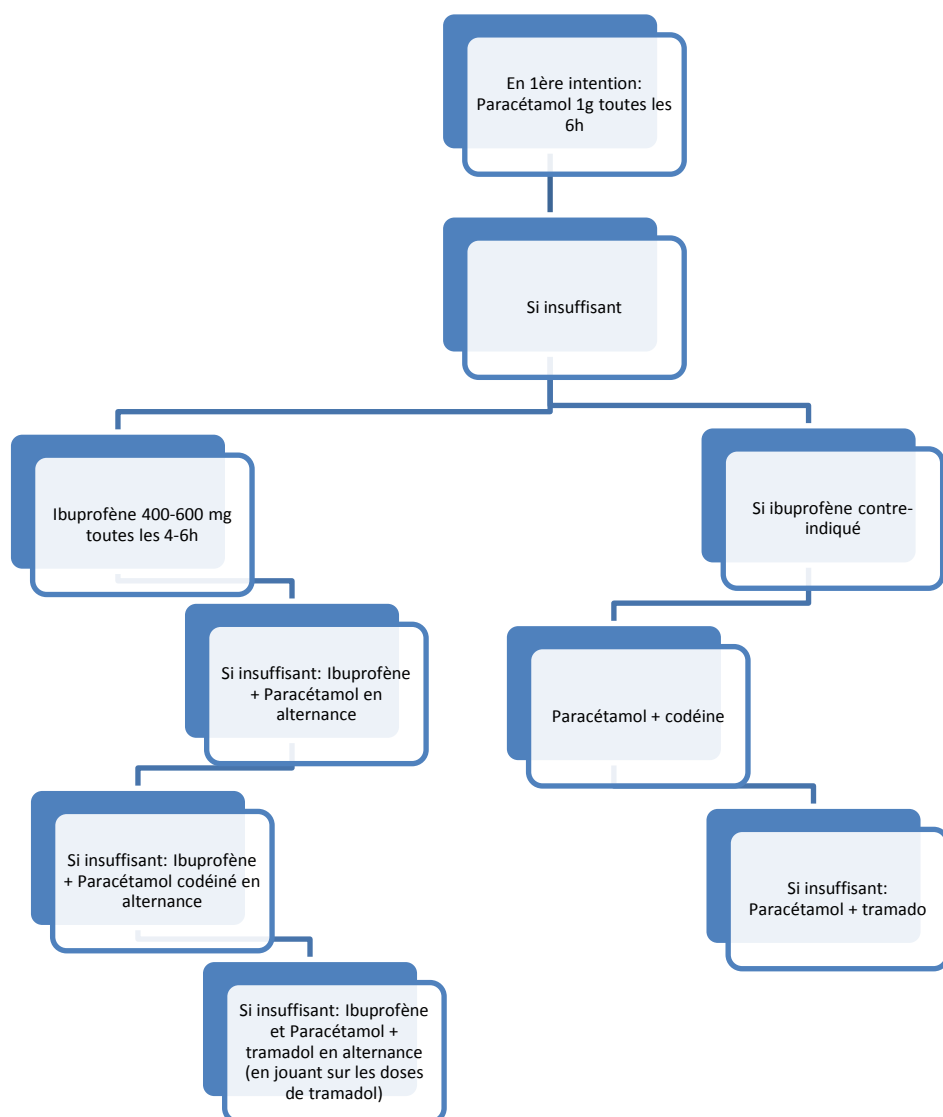 En 1ère intention:
Paracétamol 1g toutes les
6h
Si insuffisant
Ibuprofène 400-600 mg
toutes les 4-6h
Si ibuprofène contre-
indiqué
Si insuffisant: Ibuprofène
+ Paracétamol en
alternance
Paracétamol + codéine
Si insuffisant: Ibuprofène
+ Paracétamol codéiné en
alternance
Si insuffisant:
Paracétamol + tramado
Si insuffisant: Ibuprofène
et Paracétamol +
tramadol en alternance
(en jouant sur les doses
de tramadol)